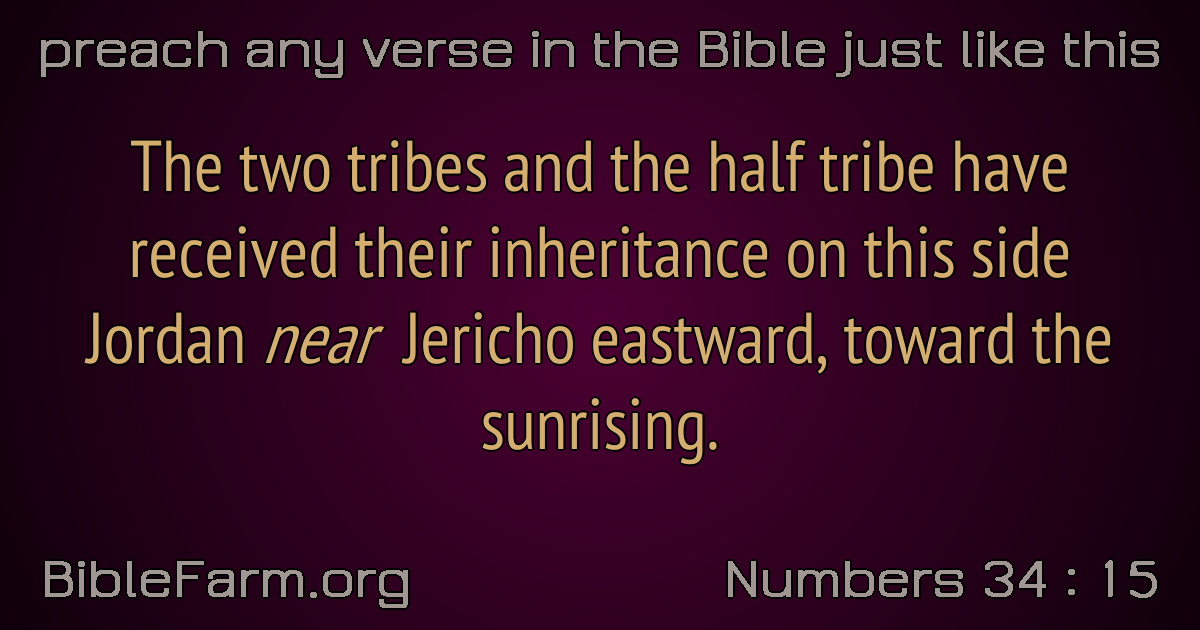 preach any verse in the Bible just like this
The two tribes and the half tribe have
received their inheritance on this side
Jordan near Jericho eastward, toward the
sunrising.
BibleFarm.org
Numbers 34 : 15